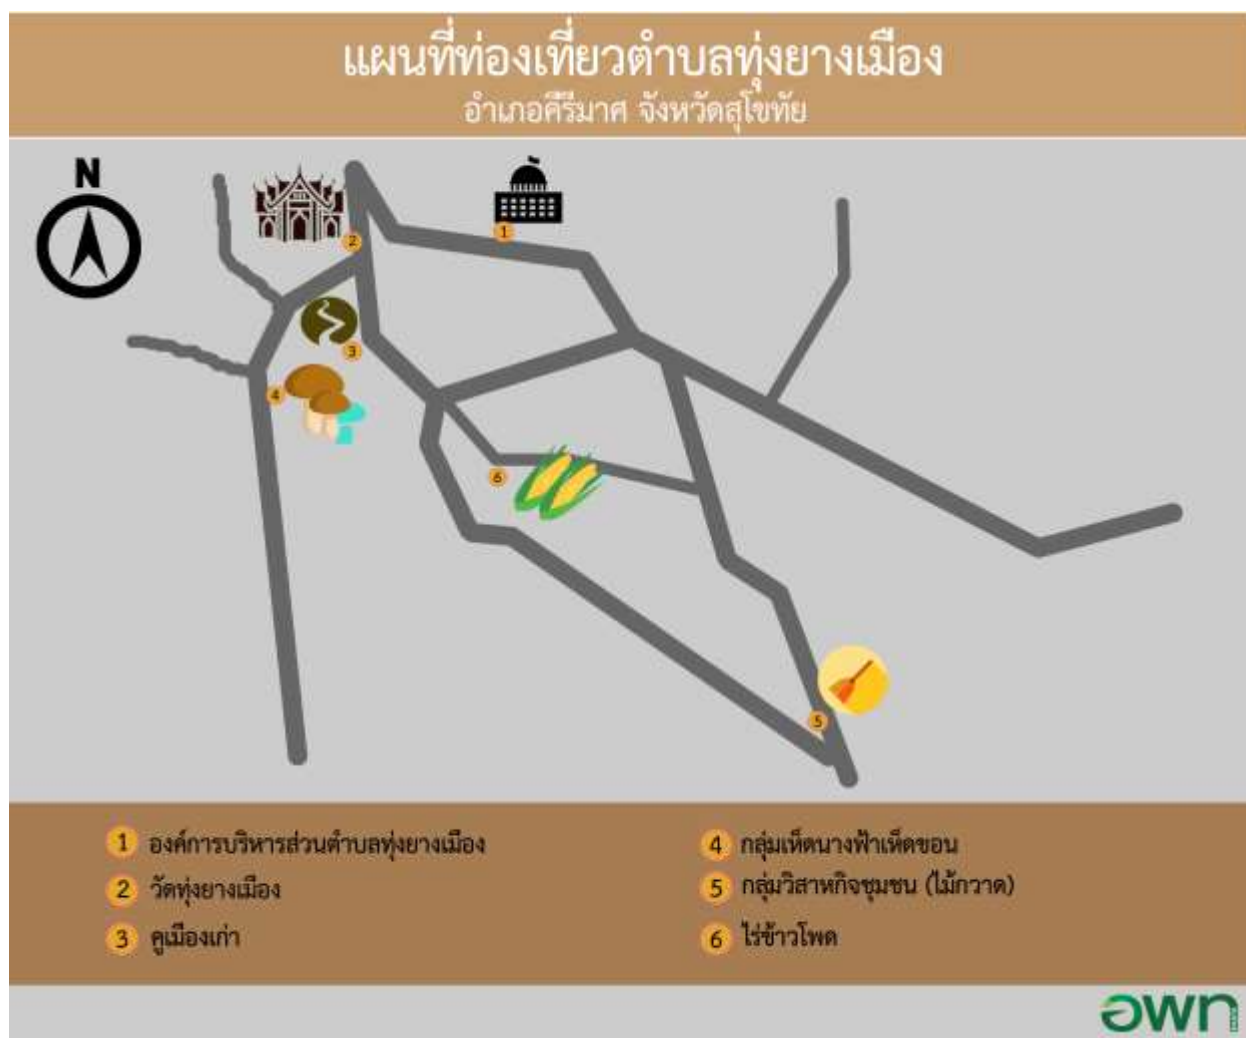 แผนที่ท่องเที่ยวตำบลทุ่งยางเมือง
อำเภอคีรีมาศ จังหวัดสุโขทัย
N
1
2
3
4
6
5
1 องค์การบริหารส่วนตำบลทุ่งยางเมือง
2 วัดทุ่งยางเมือง
3 คูเมืองเก่า
4 กลุ่มเห็ดนางฟ้าเห็ดขอน
5 กลุ่มวิสาหกิจชุมชน (ไม้กวาด)
6 ไร่ข้าวโพด
อพท